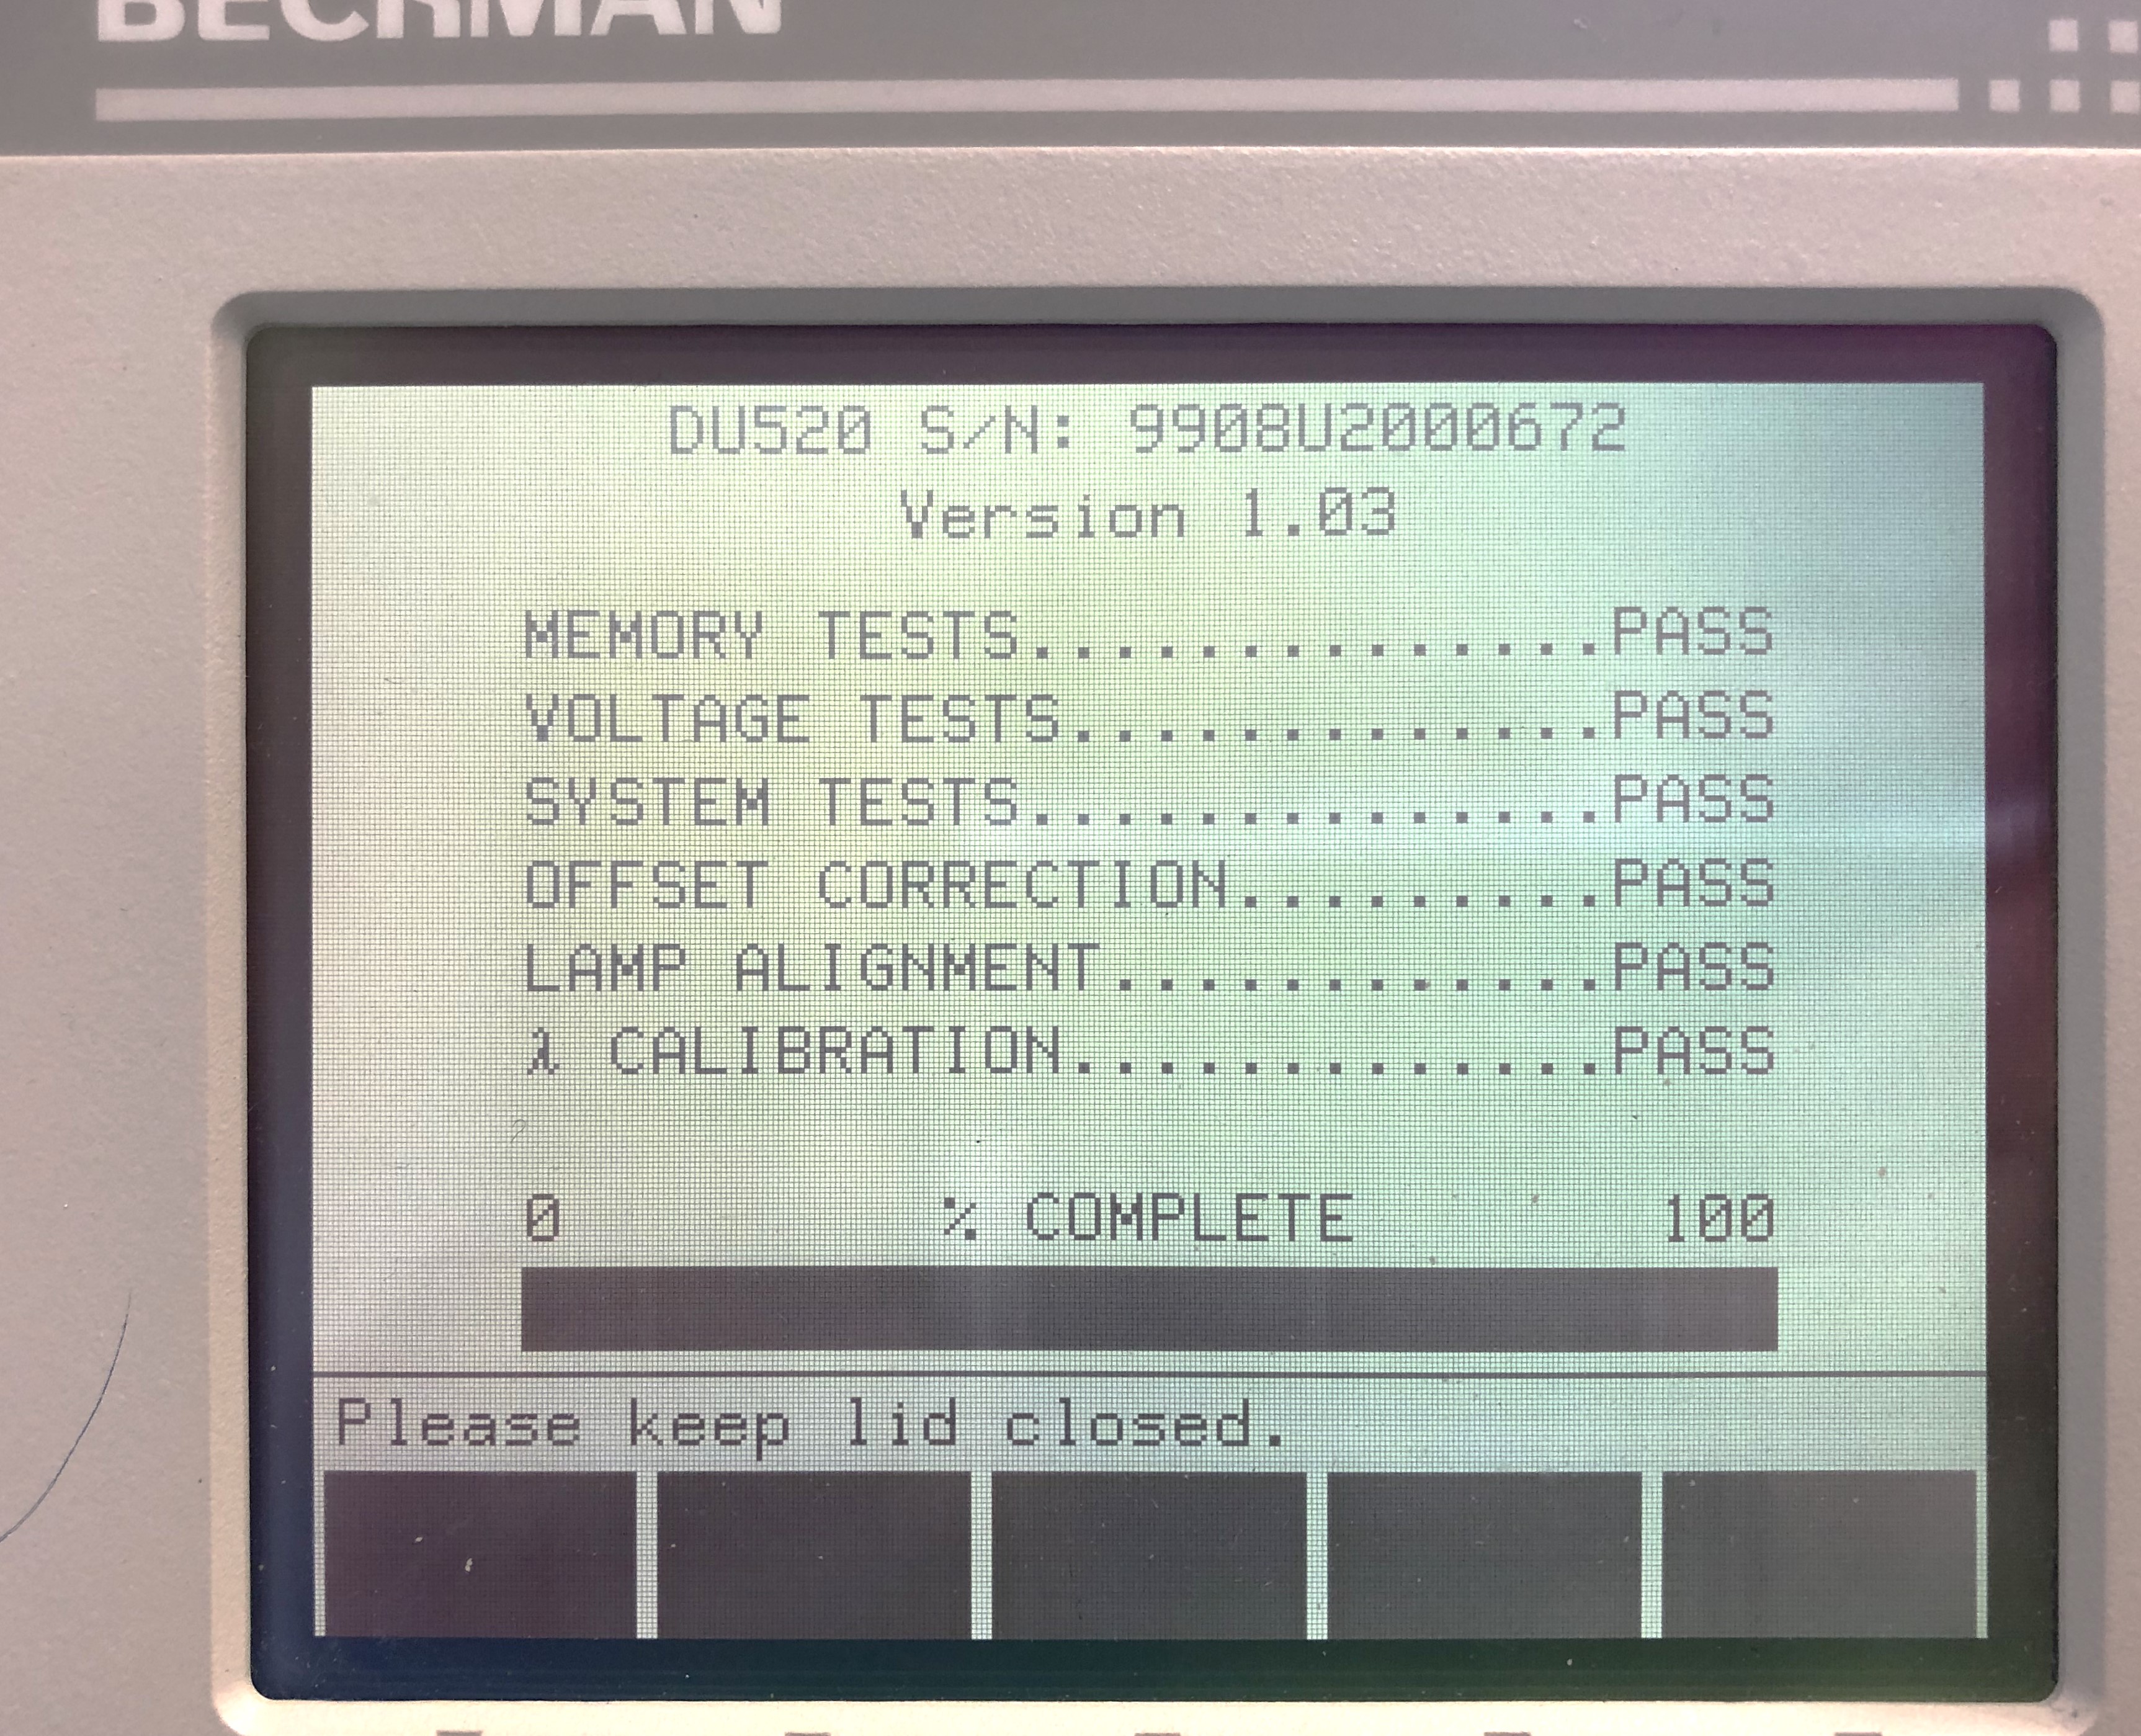 BECKMAN
DU520 S/N: 9908U2000672
Version 1.03
MEMORY TESTS..............PASS
VOLTAGE TESTS.............PASS
SYSTEM TESTS..............PASS
OFFSET CORRECTION.........PASS
LAMP ALIGNMENT............PASS
λ CALIBRATION.............PASS
0 % COMPLETE 100
Please keep lid closed.